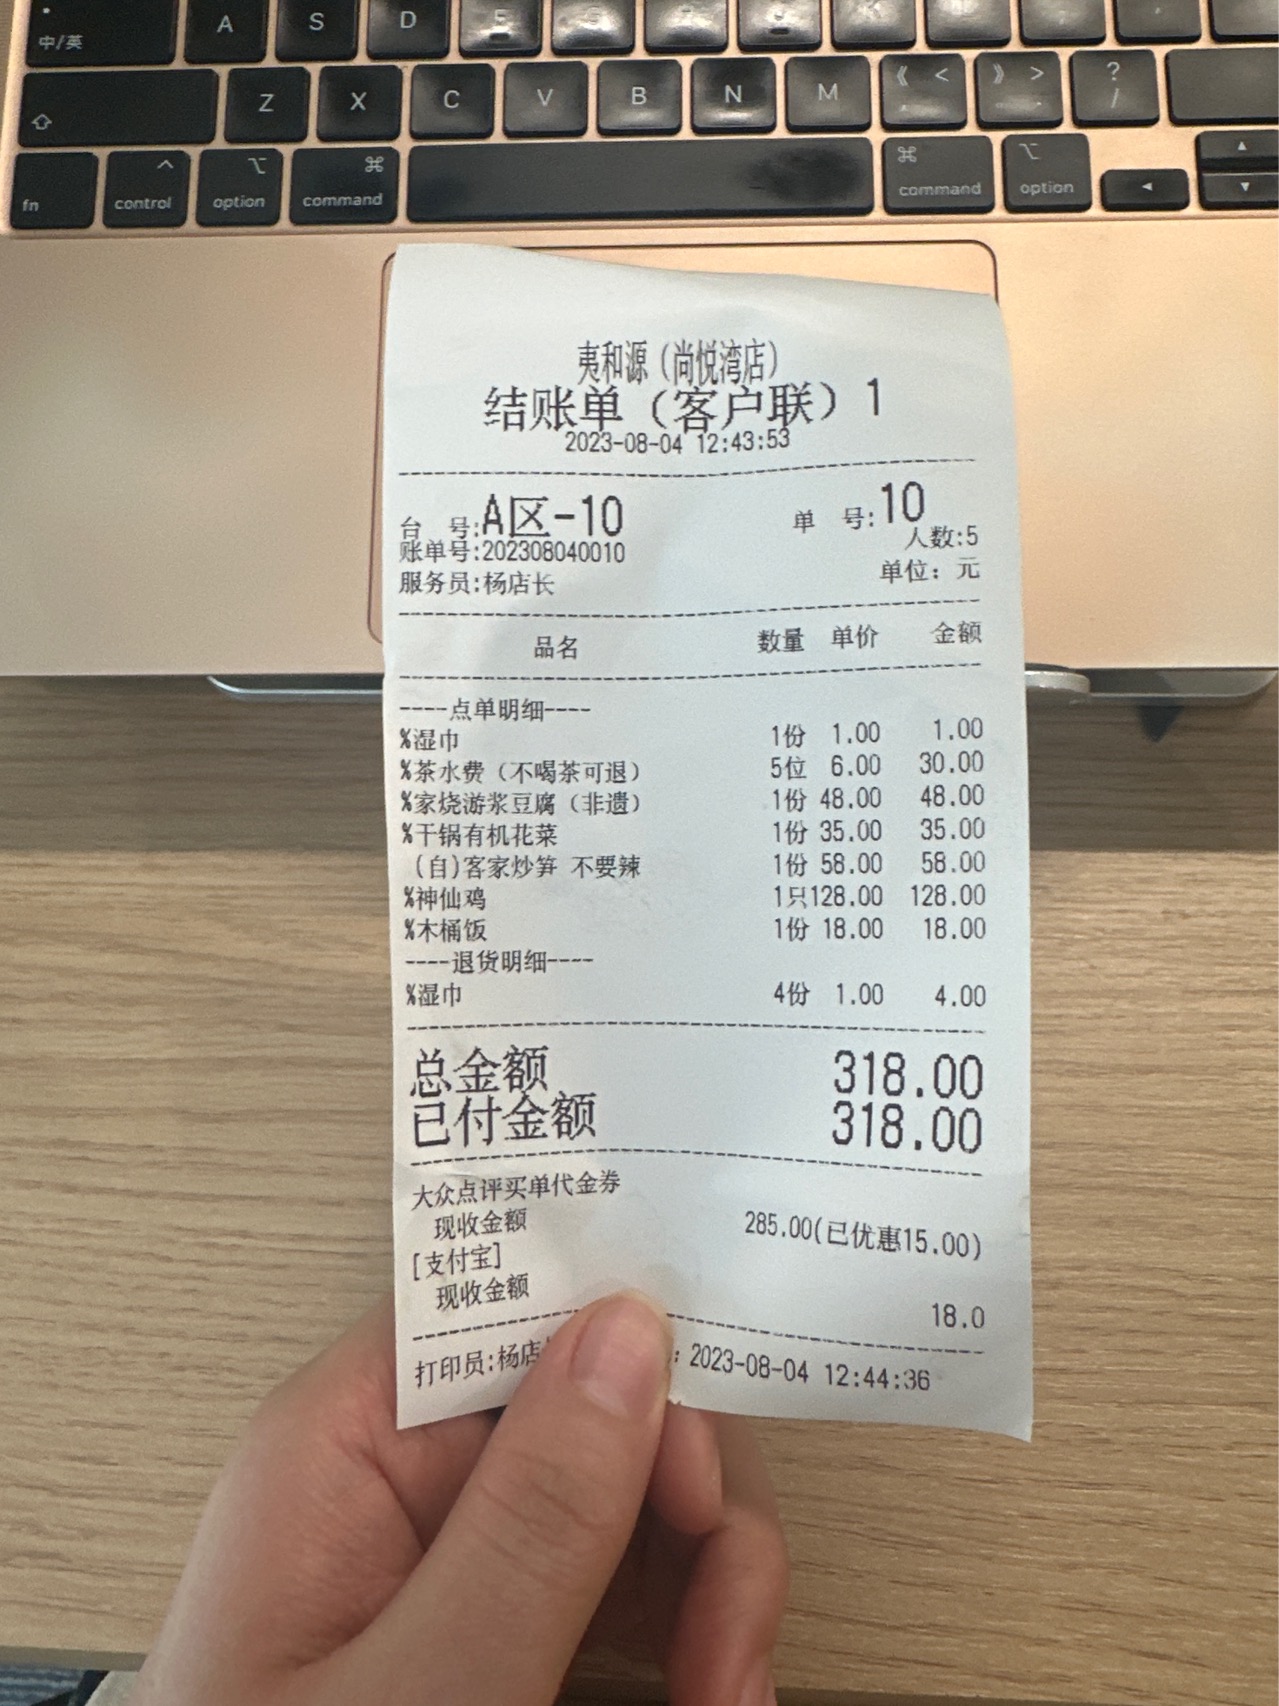 中/英
A S D
Z X C V B N M 《 < 》 > ? /
fn control option command command option
夷和源（尚悦湾店）
结账单（客户联）1
2023-08-04 12:43:53
台 号:A区-10 单 号:10
账单号:202308040010 人数:5
服务员:杨店长 单位：元
品名 数量 单价 金额
----点单明细----
%湿巾 1份 1.00 1.00
%茶水费（不喝茶可退） 5位 6.00 30.00
%家烧游浆豆腐（非遗） 1份 48.00 48.00
%干锅有机花菜 1份 35.00 35.00
(自)客家炒笋 不要辣 1份 58.00 58.00
%神仙鸡 1只128.00 128.00
%木桶饭 1份 18.00 18.00
----退货明细----
%湿巾 4份 1.00 4.00
总金额 318.00
已付金额 318.00
大众点评买单代金券
现收金额 285.00(已优惠15.00)
[支付宝]
现收金额 18.0
打印员:杨店 : 2023-08-04 12:44:36